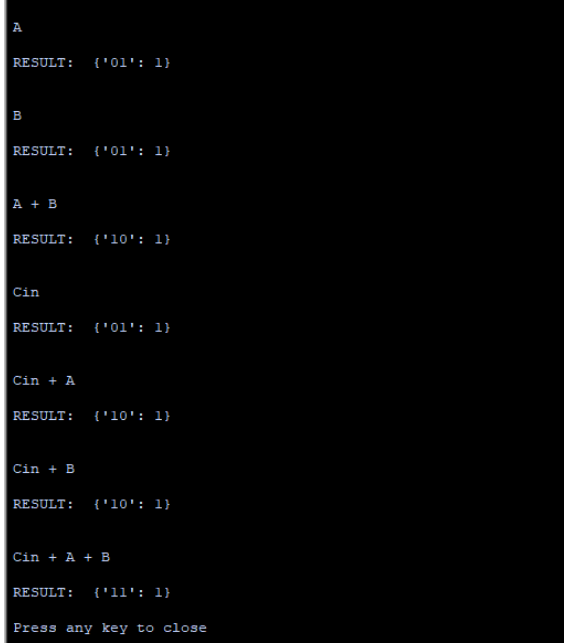 A
RESULT:  {'01': 1}
B
RESULT:  {'01': 1}
A + B
RESULT:  {'10': 1}
Cin
RESULT:  {'01': 1}
Cin + A
RESULT:  {'10': 1}
Cin + B
RESULT:  {'10': 1}
Cin + A + B
RESULT:  {'11': 1}
Press any key to close